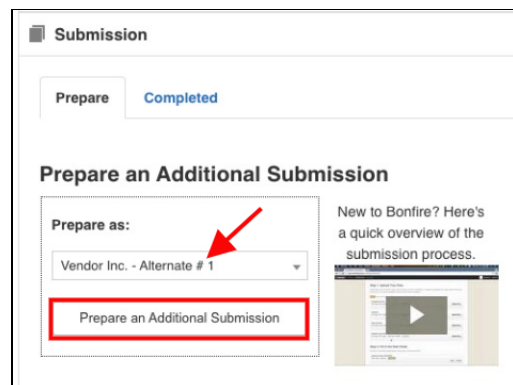 Submission
Prepare
Completed
Prepare an Additional Submission
Prepare as:
Vendor Inc. - Alternate # 1
Prepare an Additional Submission
New to Bonfire? Here's
a quick overview of the
submission process.